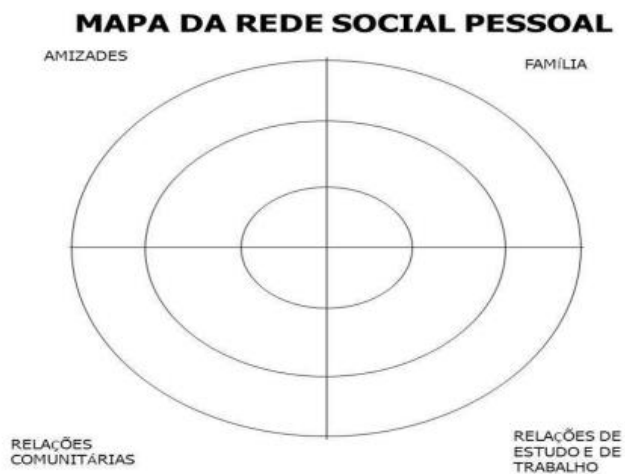 MAPA DA REDE SOCIAL PESSOAL
AMIZADES
FAMÍLIA
RELAÇÕES
COMUNITÁRIAS
RELAÇÕES DE
ESTUDO E DE
TRABALHO